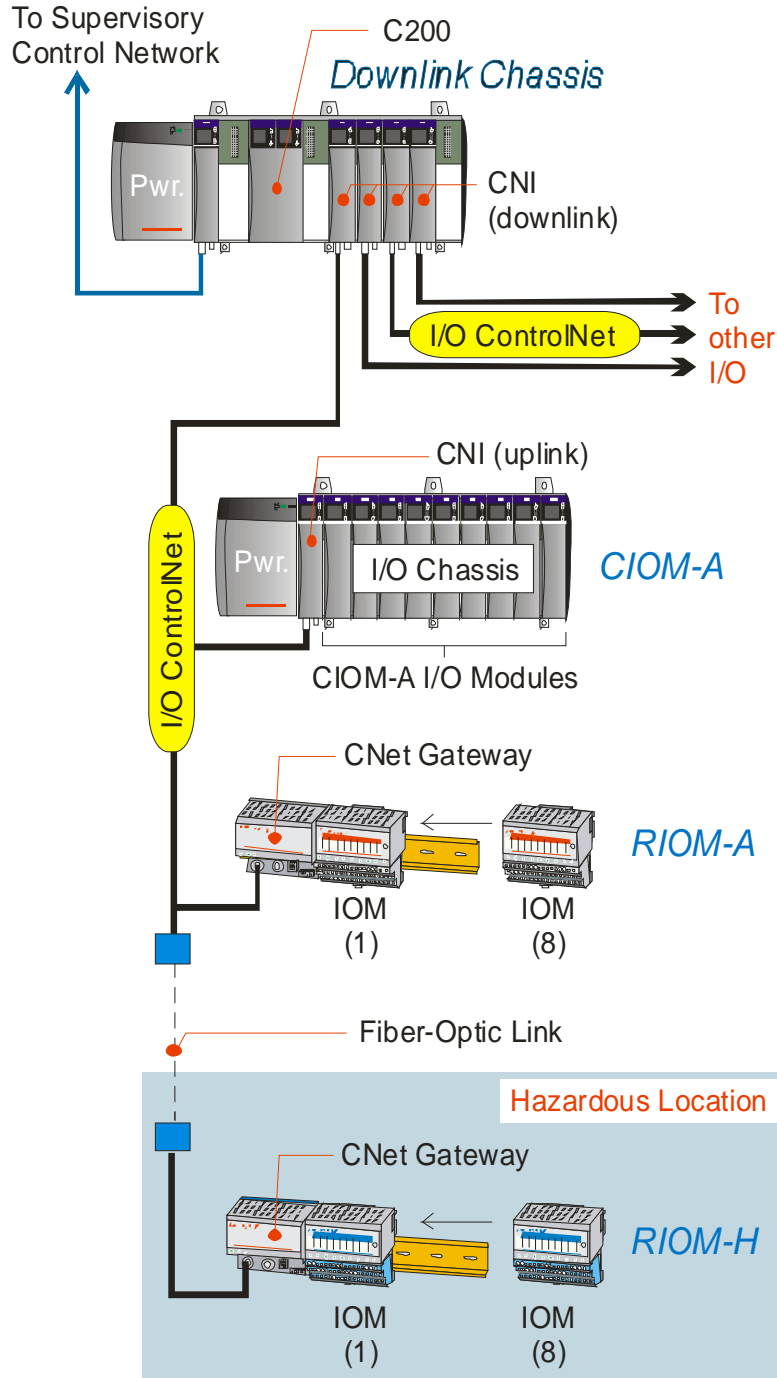 To Supervisory
Control Network
C200
Downlink Chassis
Pwr.
CNI
(downlink)
To
other
I/O
I/O ControlNet
CNI (uplink)
I/O ControlNet
Pwr.
I/O Chassis
CIOM-A
CIOM-A I/O Modules
CNet Gateway
RIOM-A
IOM
(1)
IOM
(8)
Fiber-Optic Link
Hazardous Location
CNet Gateway
RIOM-H
IOM
(1)
IOM
(8)